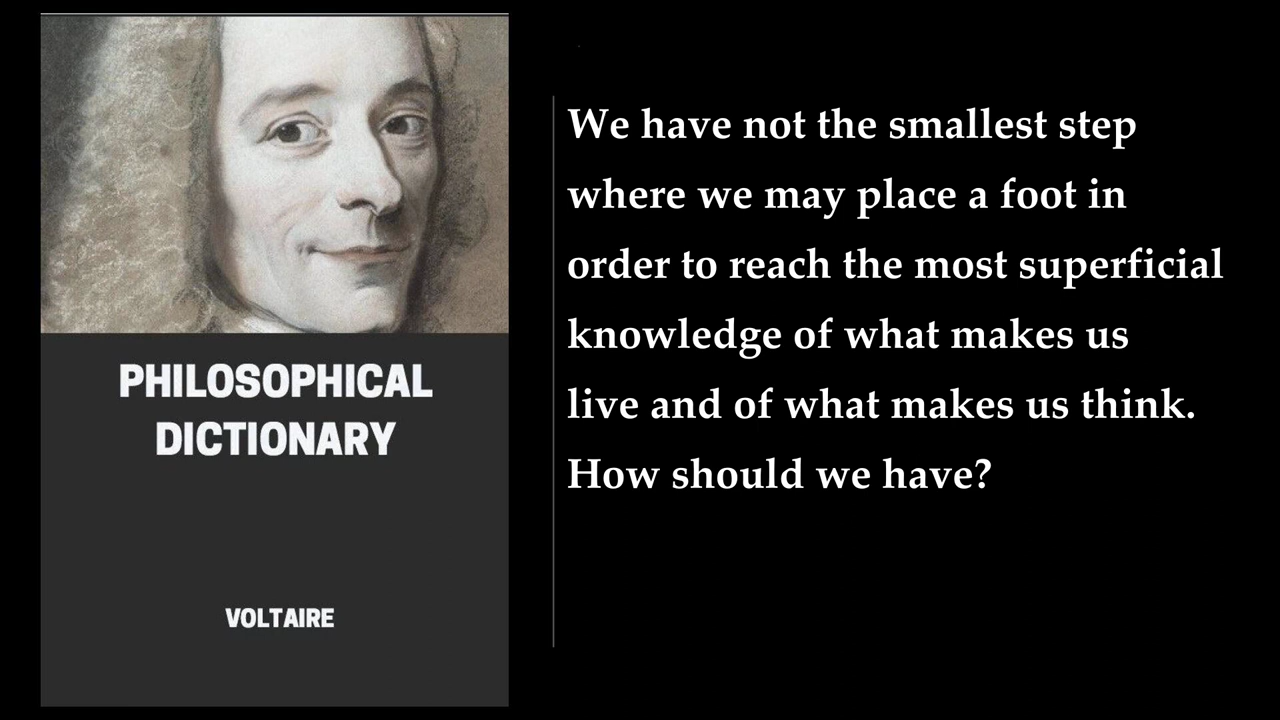 PHILOSOPHICAL
DICTIONARY
VOLTAIRE
We have not the smallest step
where we may place a foot in
order to reach the most superficial
knowledge of what makes us
live and of what makes us think.
How should we have?